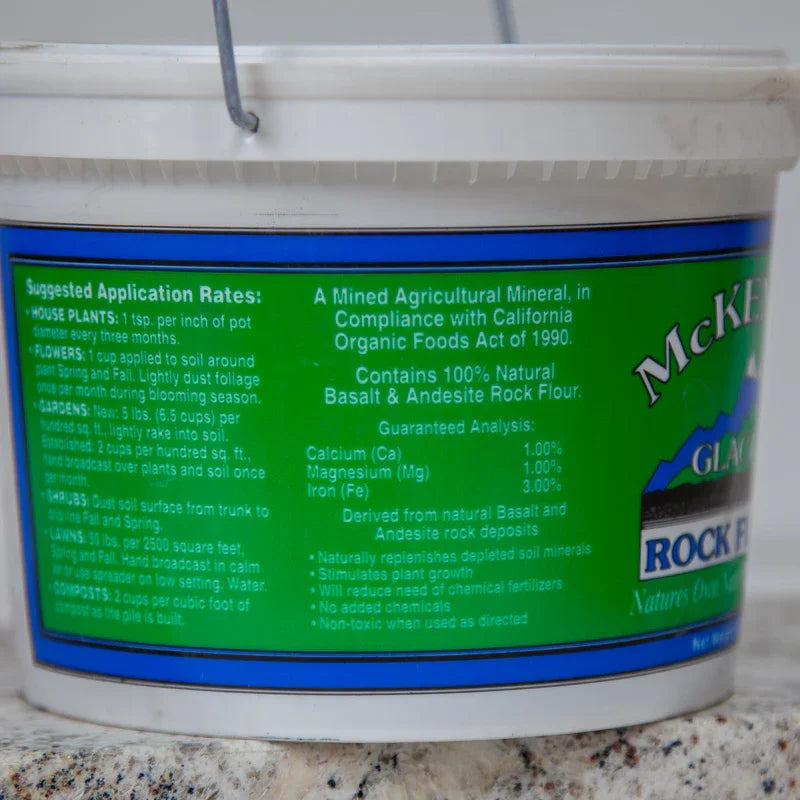 Suggested Application Rates:
• HOUSE PLANTS: 1 tsp. per inch of pot
diameter every three months.
• FLOWERS: 1 cup applied to soil around
plant Spring and Fall. Lightly dust foliage
once per month during blooming season.
• GARDENS: New: 5 lbs. (6.5 cups) per
hundred sq. ft., lightly rake into soil.
Established: 2 cups per hundred sq. ft.,
hand broadcast over plants and soil once
per month.
• SHRUBS: Dust soil surface from trunk to
drip line Fall and Spring.
• LAWNS: 50 lbs. per 2500 square feet,
Spring and Fall. Hand broadcast in calm
air or use spreader on low setting. Water.
• COMPOSTS: 2 cups per cubic foot of
compost as the pile is built.
A Mined Agricultural Mineral, in
Compliance with California
Organic Foods Act of 1990.
Contains 100% Natural
Basalt & Andesite Rock Flour.
Guaranteed Analysis:
Calcium (Ca) 1.00%
Magnesium (Mg) 1.00%
Iron (Fe) 3.00%
Derived from natural Basalt and
Andesite rock deposits
• Naturally replenishes depleted soil minerals
• Stimulates plant growth
• Will reduce need of chemical fertilizers
• No added chemicals
• Non-toxic when used as directed
McKE
GLAC
ROCK F
Natures Own
Net